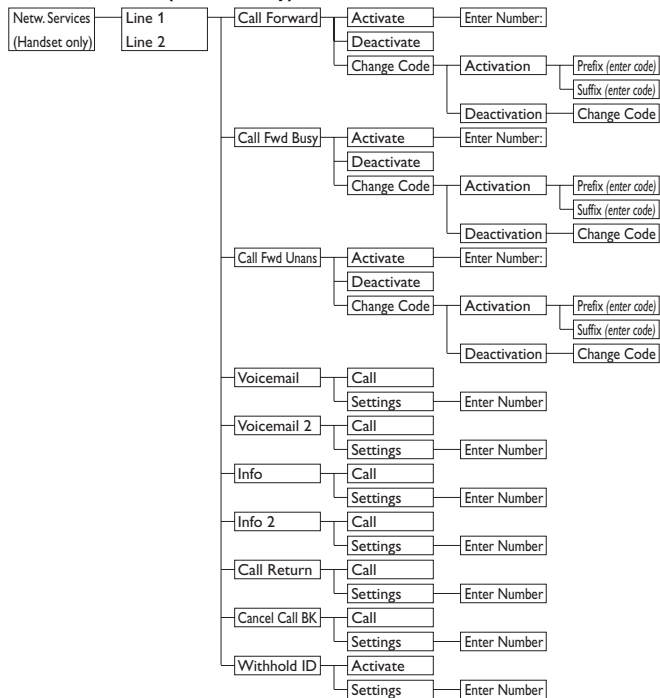 Netw. Services Line 1 Call Forward Activate Enter Number:
(Handset only) Line 2 Deactivate
Change Code Activation Prefix (enter code)
Suffix (enter code)
Deactivation Change Code
Call Fwd Busy Activate Enter Number:
Deactivate
Change Code Activation Prefix (enter code)
Suffix (enter code)
Deactivation Change Code
Call Fwd Unans Activate Enter Number:
Deactivate
Change Code Activation Prefix (enter code)
Suffix (enter code)
Deactivation Change Code
Voicemail Call
Settings Enter Number
Voicemail 2 Call
Settings Enter Number
Info Call
Settings Enter Number
Info 2 Call
Settings Enter Number
Call Return Call
Settings Enter Number
Cancel Call BK Call
Settings Enter Number
Withhold ID Activate
Settings Enter Number